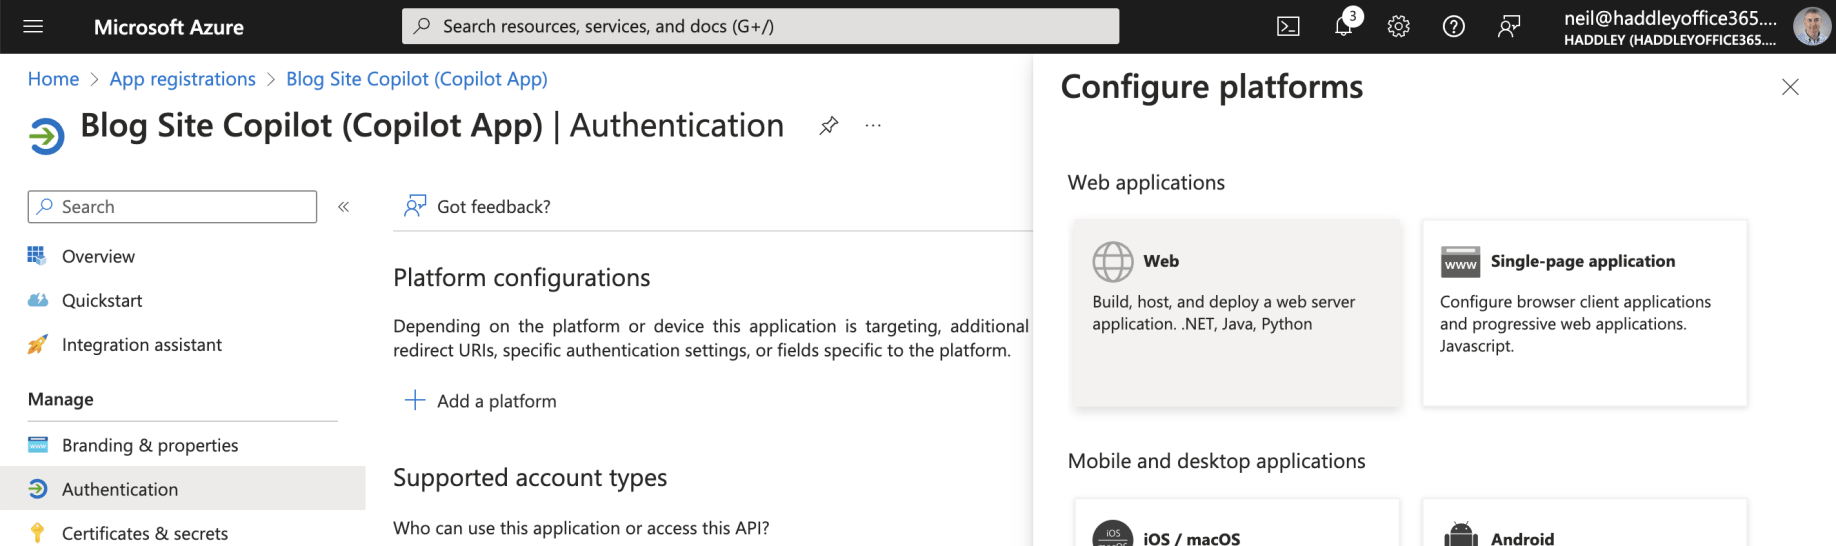 Microsoft Azure
Search resources, services, and docs (G+/)
3
neil@haddleyoffice365....
HADDLEY (HADDLEYOFFICE365....
Home > App registrations > Blog Site Copilot (Copilot App)
Blog Site Copilot (Copilot App) | Authentication
Search
Overview
Quickstart
Integration assistant
Manage
Branding & properties
Authentication
Certificates & secrets
Got feedback?
Platform configurations
Depending on the platform or device this application is targeting, additional
redirect URIs, specific authentication settings, or fields specific to the platform.
Add a platform
Supported account types
Who can use this application or access this API?
Configure platforms
Web applications
Web
Build, host, and deploy a web server
application. .NET, Java, Python
www
Single-page application
Configure browser client applications
and progressive web applications.
Javascript.
Mobile and desktop applications
iOS
macOS
iOS / macOS
Android